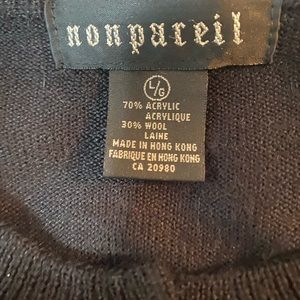 nonpareil
L/G
70% ACRYLIC
ACRYLIQUE
30% WOOL
LAINE
MADE IN HONG KONG
FABRIQUE EN HONG KONG
CA 20980